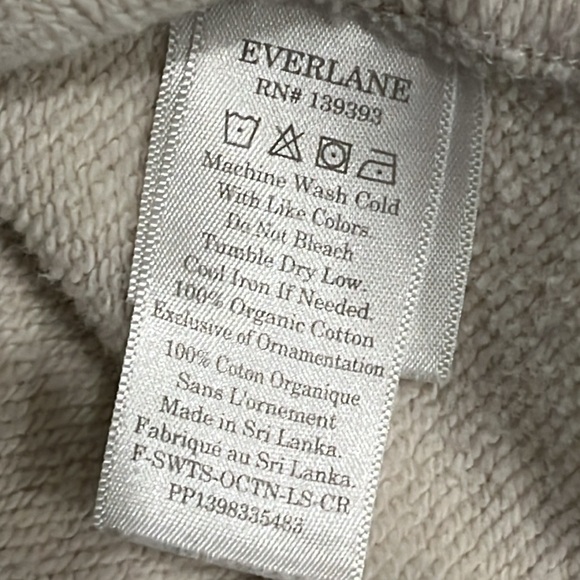 EVERLANE
RN# 139393
Machine Wash Cold
With Like Colors.
Do Not Bleach
Tumble Dry Low.
Cool Iron If Needed.
100% Organic Cotton
Exclusive of Ornamentation
100% Coton Organique
Sans L'ornement
Made in Sri Lanka.
Fabriqué au Sri Lanka.
F-SWTS-OCTN-LS-CR
PP1398335483